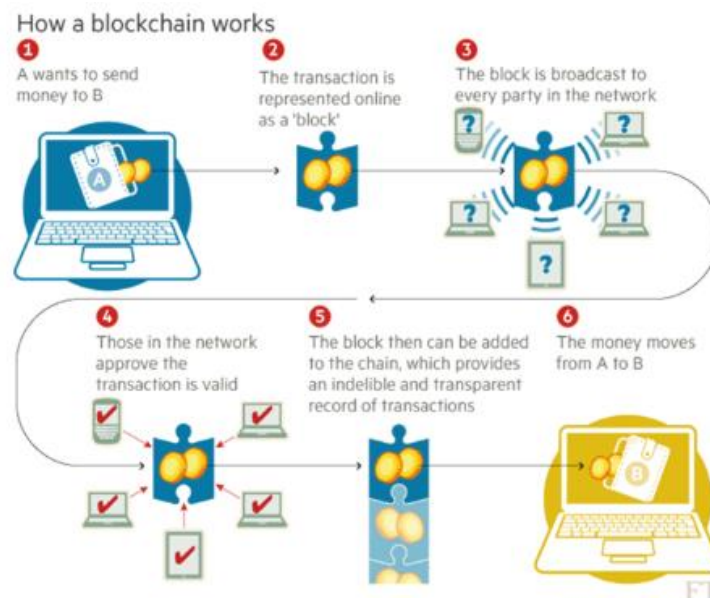 How a blockchain works
1
A wants to send
money to B
2
The transaction is
represented online
as a 'block'
3
The block is broadcast to
every party in the network
A
?
?
?
?
?
4
Those in the network
approve the
transaction is valid
5
The block then can be added
to the chain, which provides
an indelible and transparent
record of transactions
6
The money moves
from A to B
B